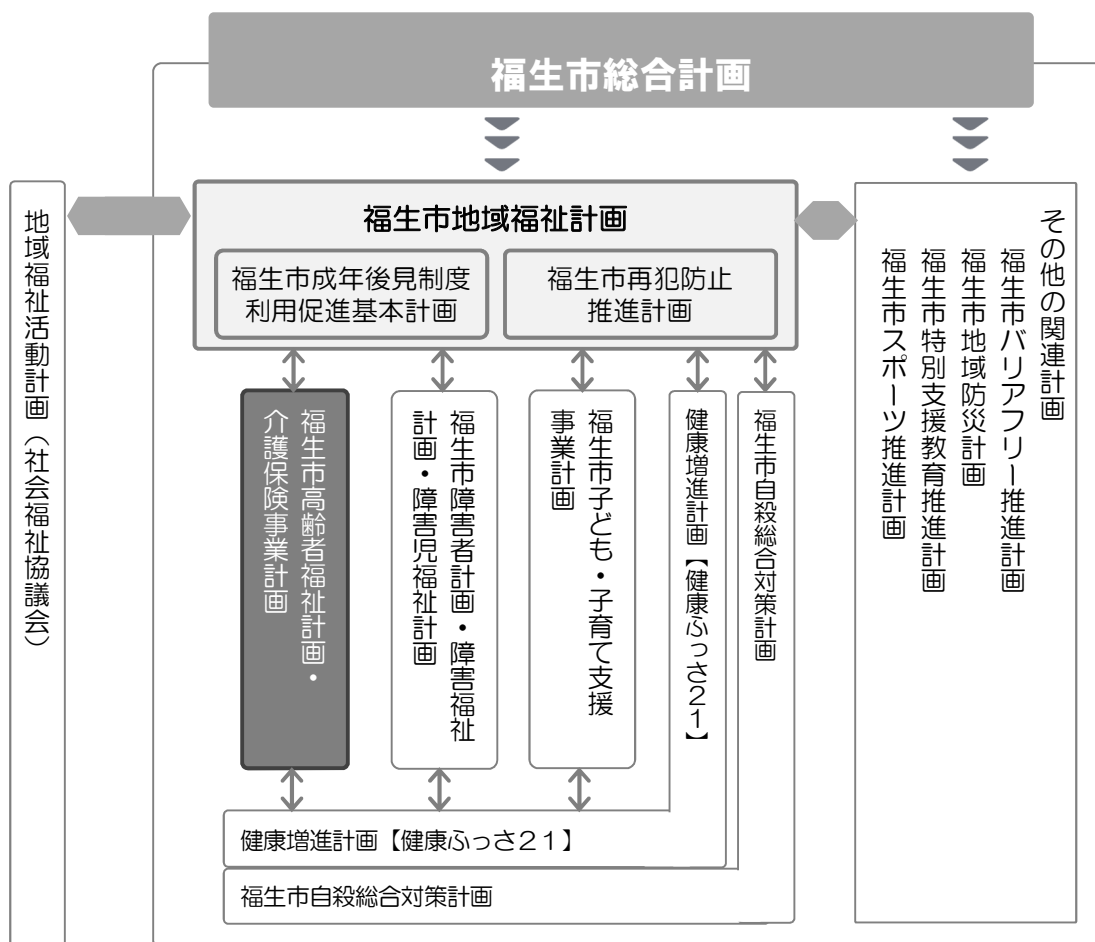 福生市総合計画
福生市地域福祉計画
福生市成年後見制度
利用促進基本計画
福生市再犯防止
推進計画
地域福祉活動計画（社会福祉協議会）
福生市高齢者福祉計画・
介護保険事業計画
福生市障害者計画・障害福祉
計画・障害児福祉計画
福生市子ども・子育て支援
事業計画
健康増進計画【健康ふっさ２１】
福生市自殺総合対策計画
その他の関連計画
福生市バリアフリー推進計画
福生市地域防災計画
福生市特別支援教育推進計画
福生市スポーツ推進計画
健康増進計画【健康ふっさ２１】
福生市自殺総合対策計画